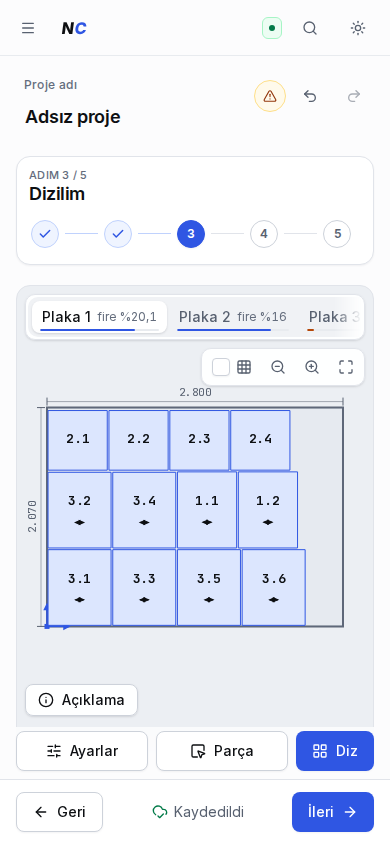 NC
Proje adı
Adsız proje
ADIM 3 / 5
Dizilim
3 4 5
Plaka 1 fire %20,1 Plaka 2 fire %16 Plaka 3
2.800
2.070
2.1 2.2 2.3 2.4
3.2 3.4 1.1 1.2
3.1 3.3 3.5 3.6
Açıklama
Ayarlar Parça Diz
Geri Kaydedildi İleri